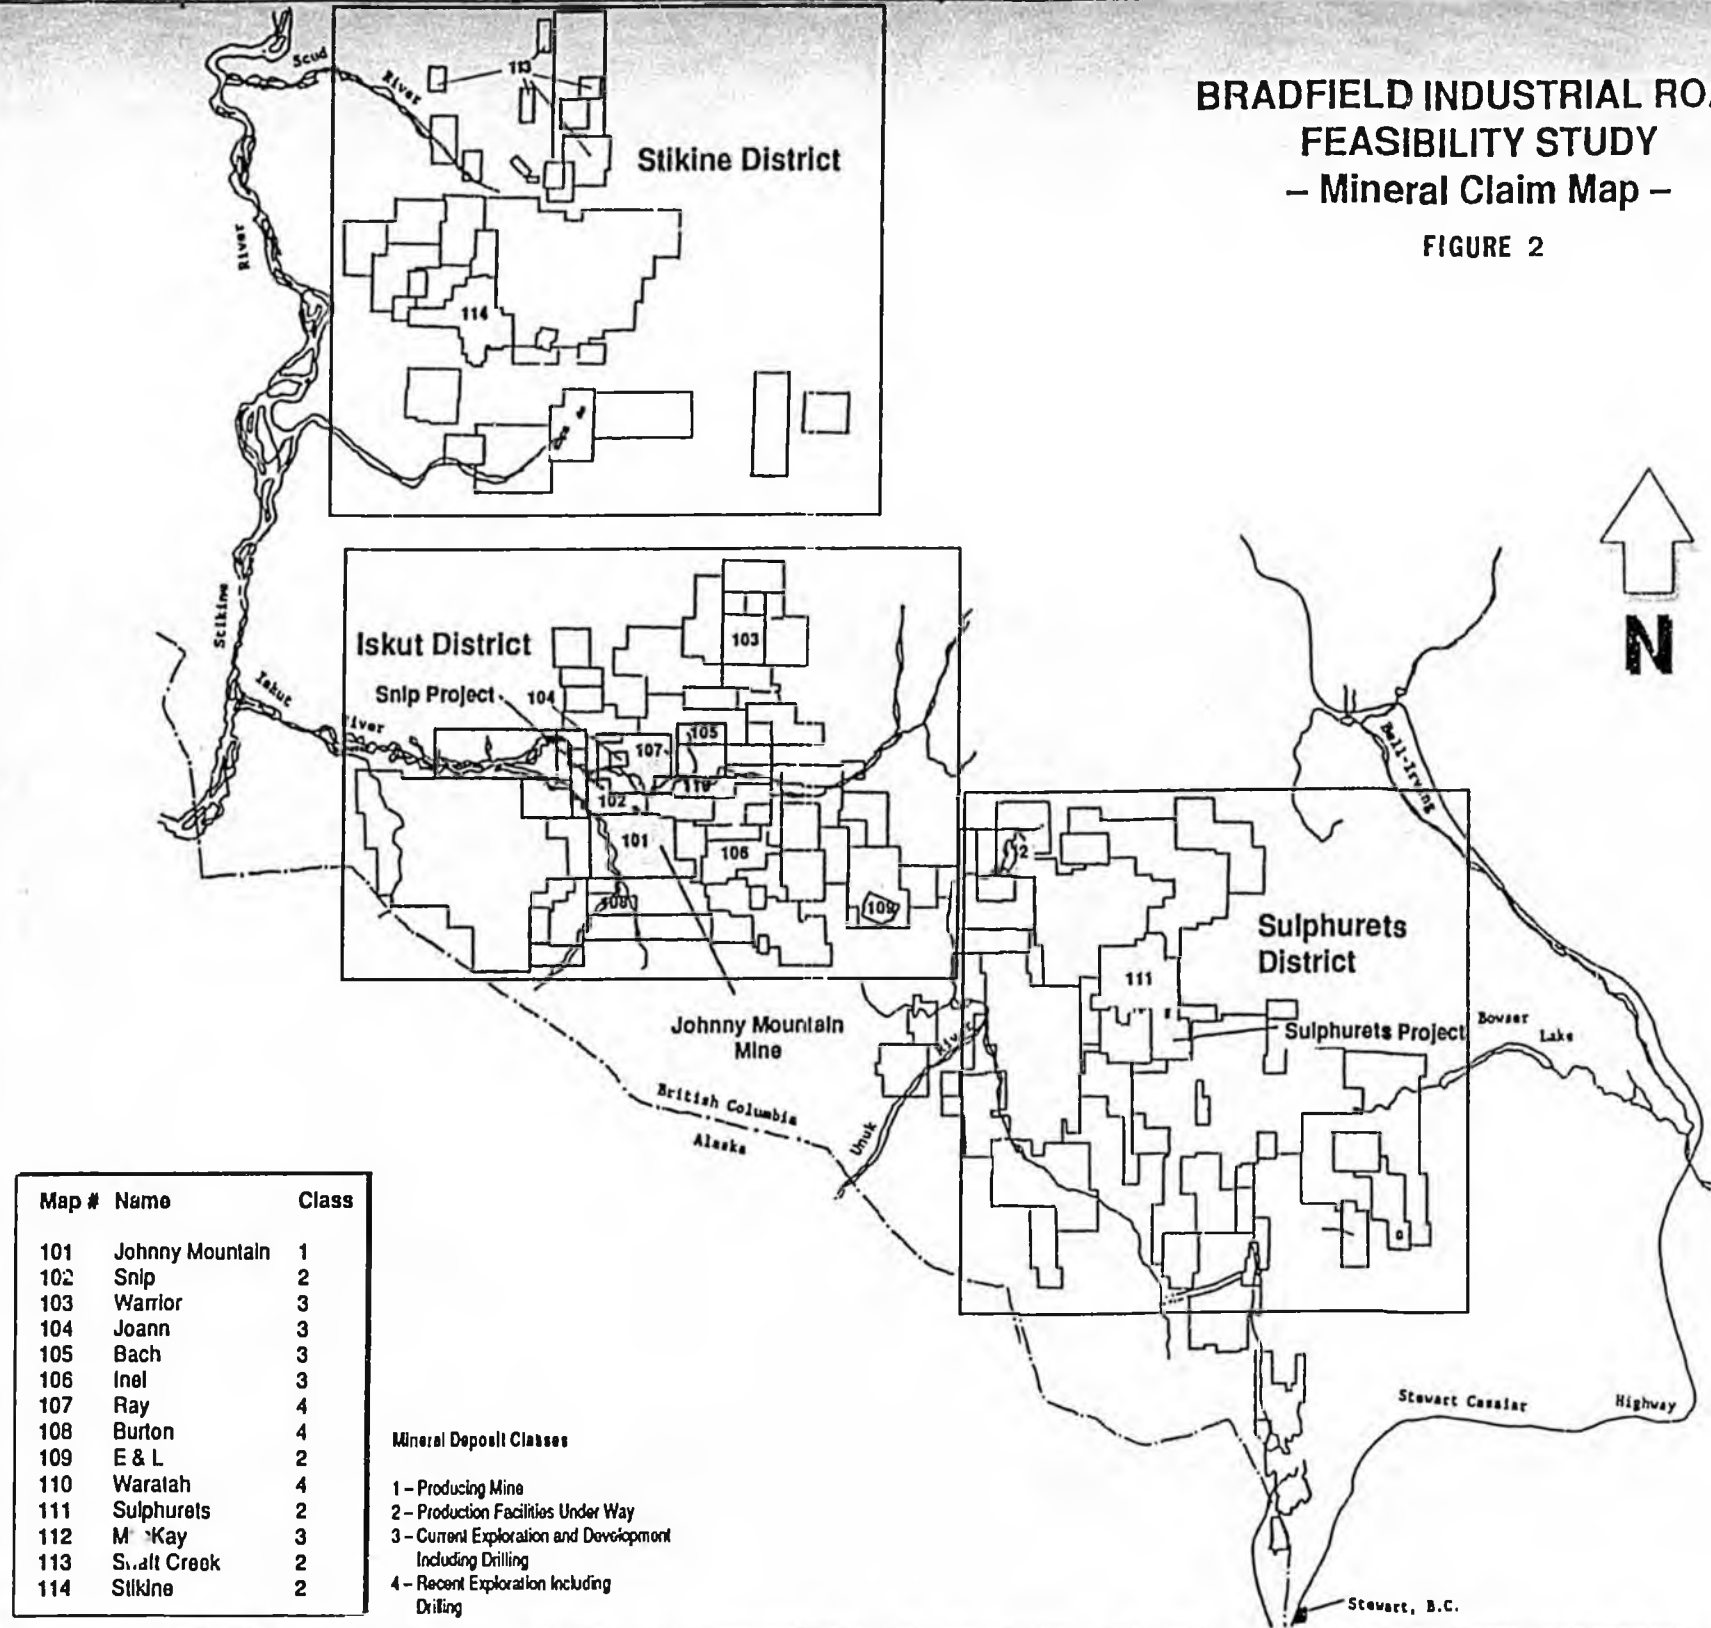 BRADFIELD INDUSTRIAL
FEASIBILITY STUDY
– Mineral Claim Map –
FIGURE 2
Scud
River
113
Stikine District
River
114
Stikine
Iskut District
103
Snip Project
104
Iskut
River
105
107
110
102
101
106
108
109
Johnny Mountain
Mine
N
Bell-Irving
Sulphurets
District
111
Sulphurets Project
Bowser
Lake
River
Unuk
British Columbia
Alaska
Stewart Cassiar
Highway
Stewart, B.C.
Map # Name Class
101 Johnny Mountain 1
102 Snip 2
103 Warrior 3
104 Joann 3
105 Bach 3
106 Inel 3
107 Ray 4
108 Burton 4
109 E & L 2
110 Waratah 4
111 Sulphurets 2
112 3
113 Creek 2
114 Stikine 2
Mineral Deposit Classes
1 – Producing Mine
2 – Production Facilities Under Way
3 – Current Exploration and Development
Including Drilling
4 – Recent Exploration Including
Drilling